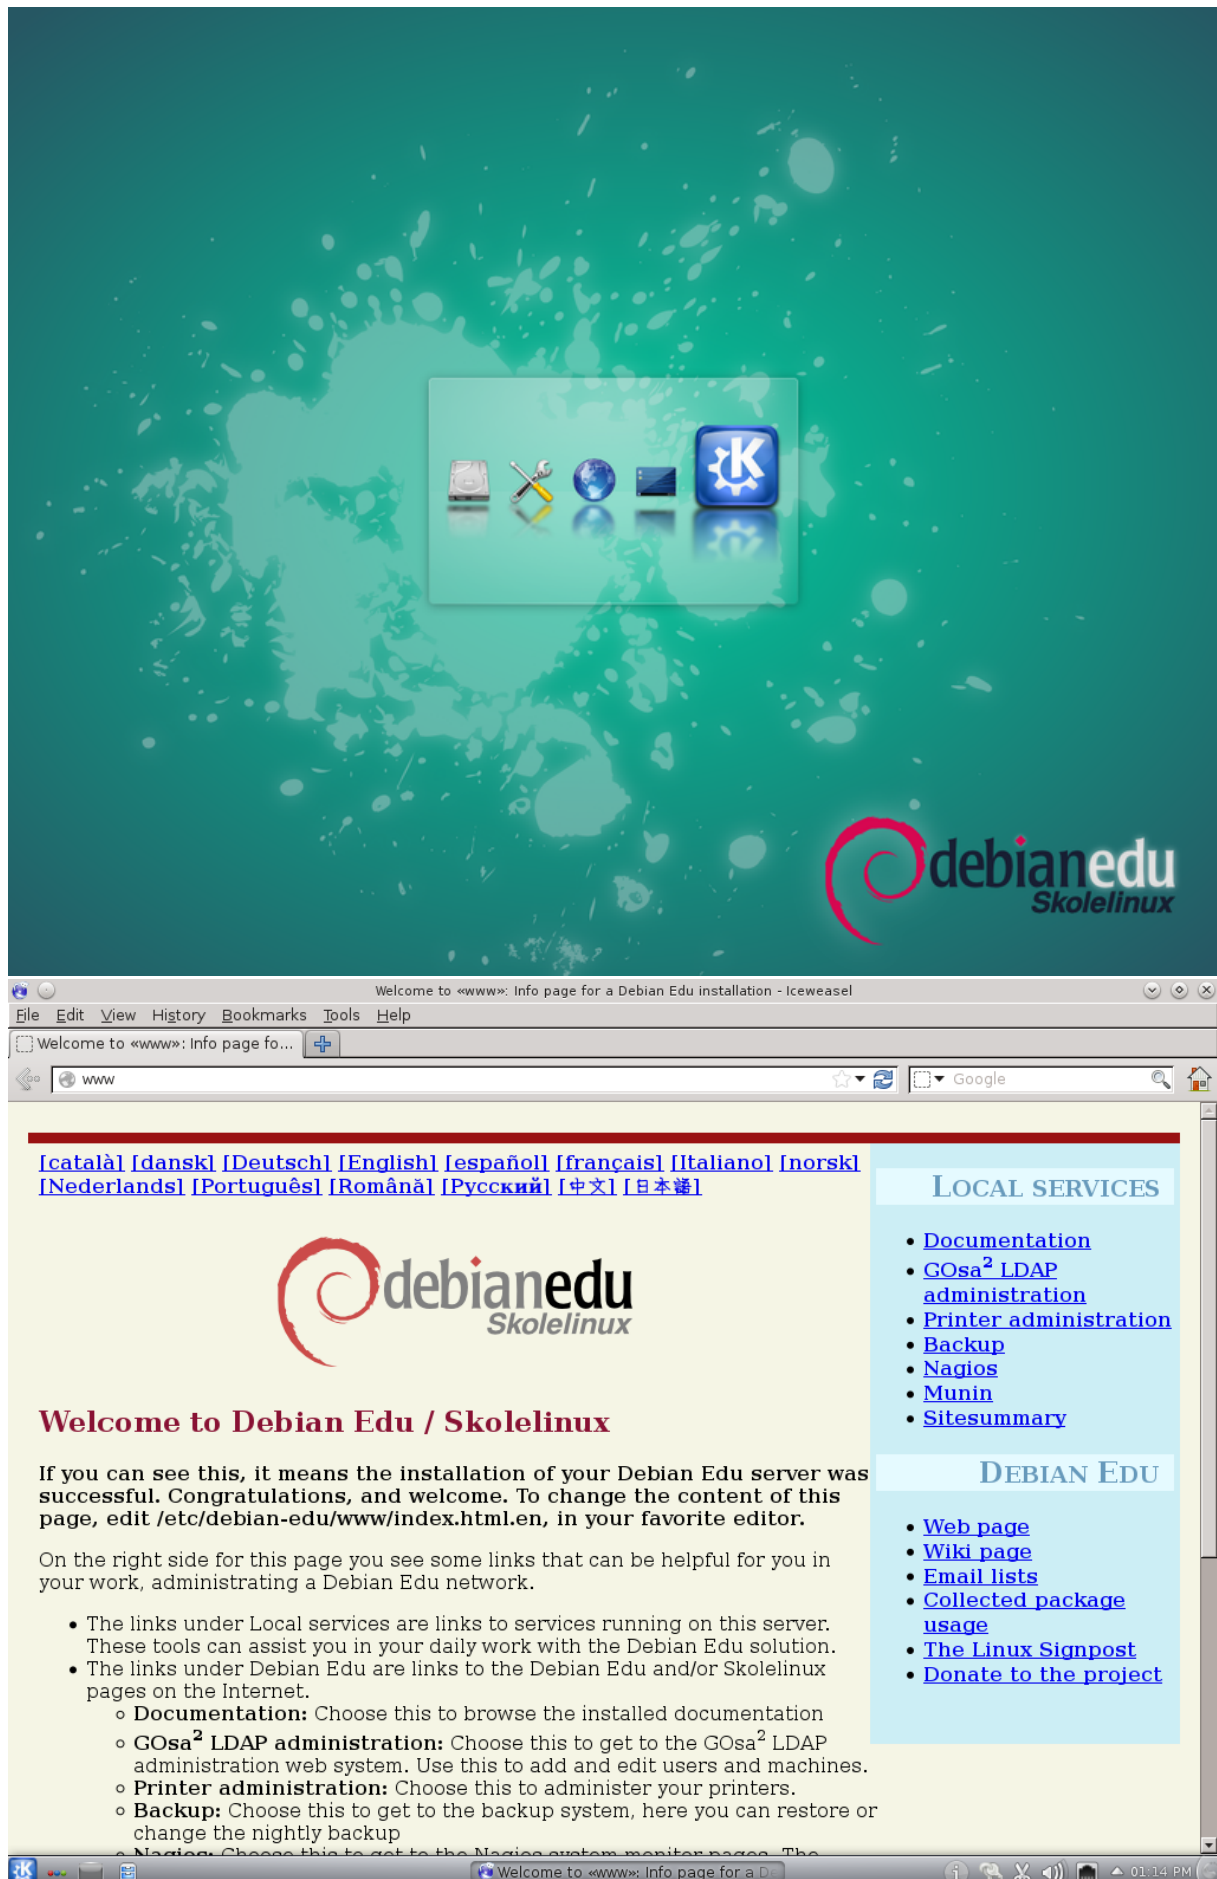 debianedu
Skolelinux
Welcome to «www»: Info page for a Debian Edu installation - Iceweasel
File Edit View History Bookmarks Tools Help
Welcome to «www»: Info page fo...
www
Google
[català] [dansk] [Deutsch] [English] [español] [français] [Italiano] [norsk]
[Nederlands] [Português] [Română] [Русский] [中文] [日本語]
debianedu
Skolelinux
Welcome to Debian Edu / Skolelinux
If you can see this, it means the installation of your Debian Edu server was
successful. Congratulations, and welcome. To change the content of this
page, edit /etc/debian-edu/www/index.html.en, in your favorite editor.
On the right side for this page you see some links that can be helpful for you in
your work, administrating a Debian Edu network.
• The links under Local services are links to services running on this server.
These tools can assist you in your daily work with the Debian Edu solution.
• The links under Debian Edu are links to the Debian Edu and/or Skolelinux
pages on the Internet.
◦ Documentation: Choose this to browse the installed documentation
◦ GOsa² LDAP administration: Choose this to get to the GOsa² LDAP
administration web system. Use this to add and edit users and machines.
◦ Printer administration: Choose this to administer your printers.
◦ Backup: Choose this to get to the backup system, here you can restore or
change the nightly backup
◦ Nagios: Choose this to get to the Nagios system monitor pages. The
LOCAL SERVICES
• Documentation
• GOsa² LDAP
administration
• Printer administration
• Backup
• Nagios
• Munin
• Sitesummary
DEBIAN EDU
• Web page
• Wiki page
• Email lists
• Collected package
usage
• The Linux Signpost
• Donate to the project
Welcome to «www»: Info page for a De
01:14 PM